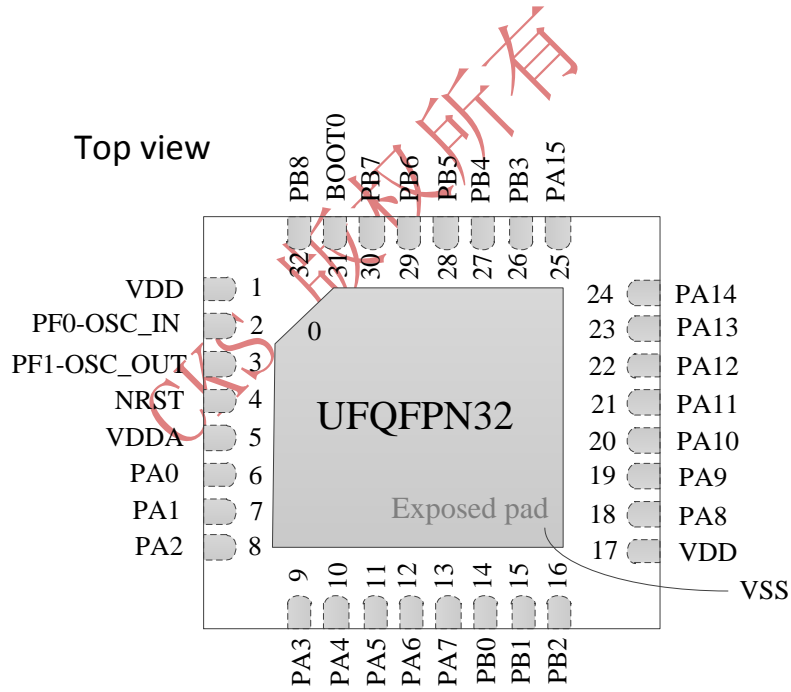 Top view
PB8
BOOT0
PB7
PB6
PB5
PB4
PB3
PA15
32
31
30
29
28
27
26
25
VDD 1
PF0-OSC_IN 2
PF1-OSC_OUT 3
NRST 4
VDDA 5
PA0 6
PA1 7
PA2 8
0
UFQFPN32
Exposed pad
24 PA14
23 PA13
22 PA12
21 PA11
20 PA10
19 PA9
18 PA8
17 VDD
VSS
9
10
11
12
13
14
15
16
PA3
PA4
PA5
PA6
PA7
PB0
PB1
PB2
CKS 版权所有